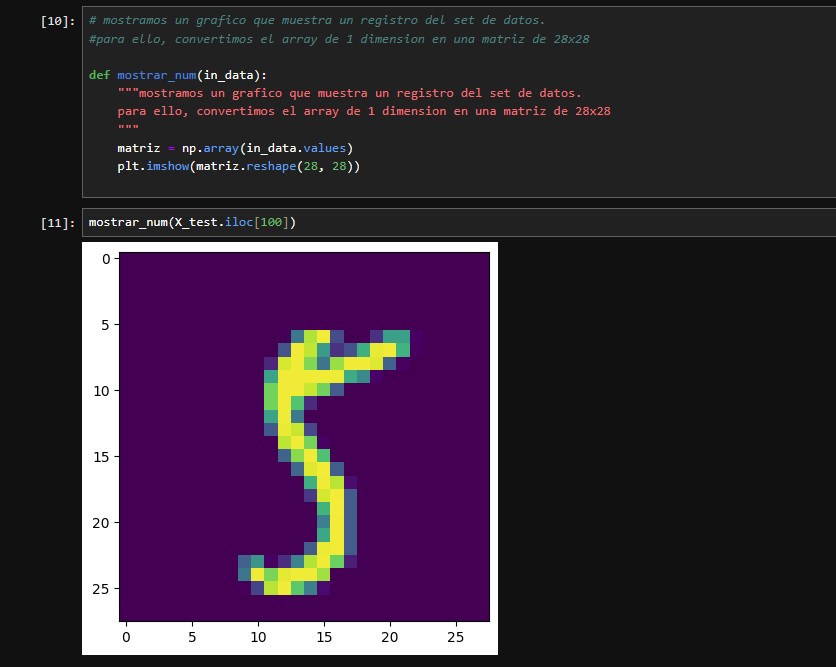 [10]: # mostramos un grafico que muestra un registro del set de datos.
#para ello, convertimos el array de 1 dimension en una matriz de 28x28
def mostrar_num(in_data):
"""mostramos un grafico que muestra un registro del set de datos.
para ello, convertimos el array de 1 dimension en una matriz de 28x28
"""
matriz = np.array(in_data.values)
plt.imshow(matriz.reshape(28, 28))
[11]: mostrar_num(X_test.iloc[100])
0
5
10
15
20
25
0 5 10 15 20 25